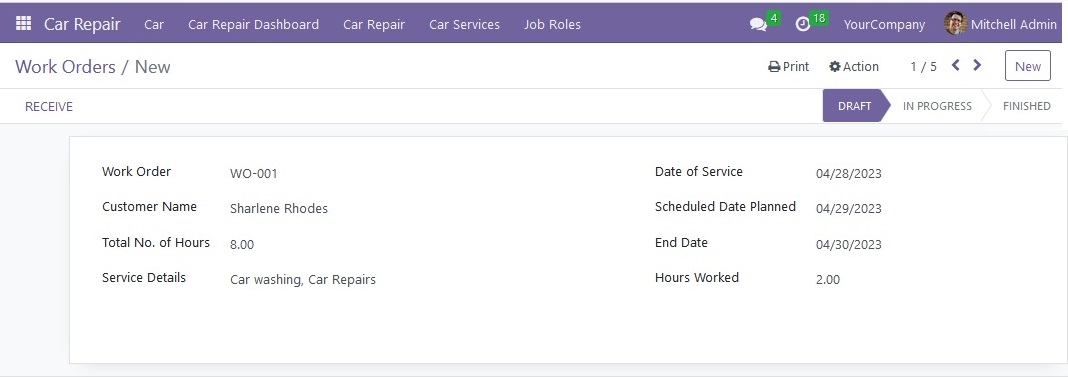 Car Repair Car Car Repair Dashboard Car Repair Car Services Job Roles 4 18 YourCompany Mitchell Admin
Work Orders / New Print Action 1 / 5 New
RECEIVE DRAFT IN PROGRESS FINISHED
Work Order WO-001 Date of Service 04/28/2023
Customer Name Sharlene Rhodes Scheduled Date Planned 04/29/2023
Total No. of Hours 8.00 End Date 04/30/2023
Service Details Car washing, Car Repairs Hours Worked 2.00